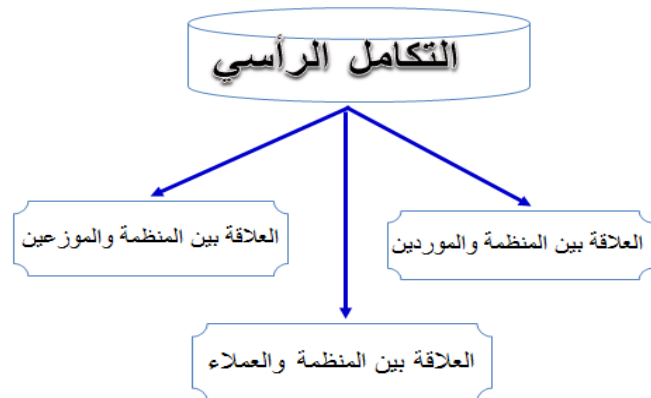 التكامل الرأسي
العلاقة بين المنظمة والموردين
العلاقة بين المنظمة والموزعين
العلاقة بين المنظمة والعملاء